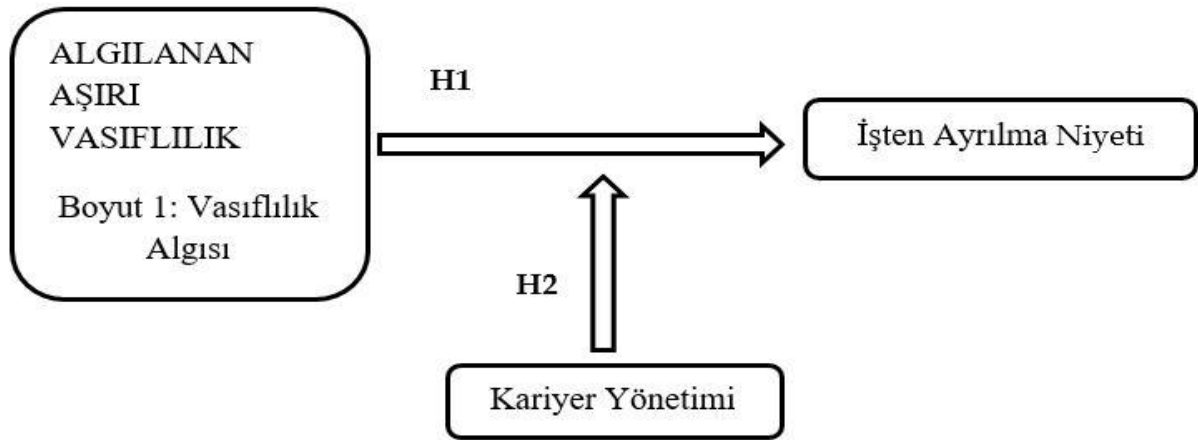 ALGILANAN
AŞIRI
VASIFLILIK
Boyut 1: Vasıflılık
Algısı
H1
İşten Ayrılma Niyeti
H2
Kariyer Yönetimi